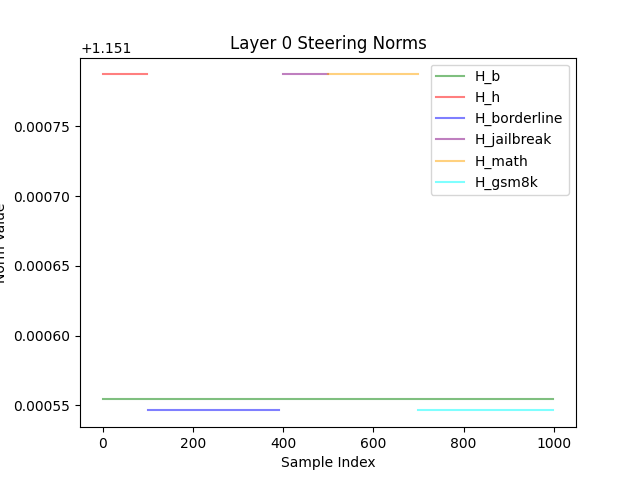 Layer 0 Steering Norms
+1.151
H_b
H_h
H_borderline
H_jailbreak
H_math
H_gsm8k
0.00075
0.00070
0.00065
0.00060
0.00055
Norm Value
0
200
400
600
800
1000
Sample Index